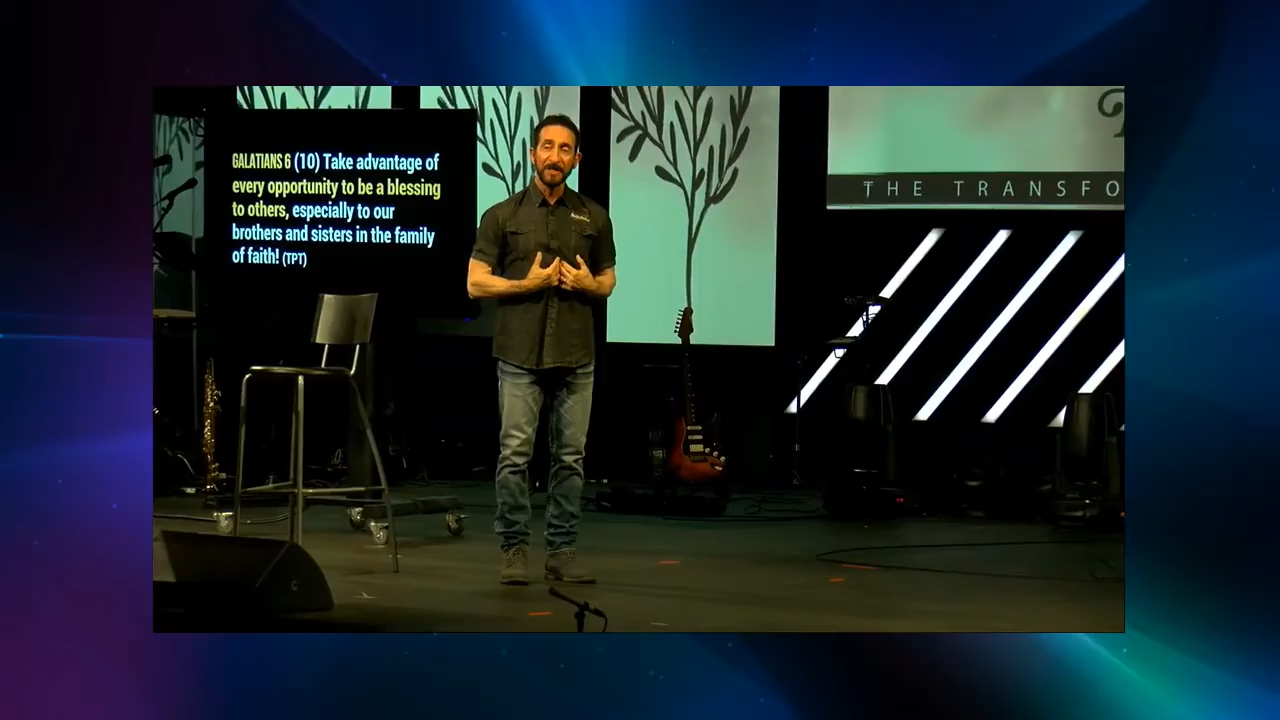 GALATIANS 6 (10) Take advantage of
every opportunity to be a blessing
to others, especially to our
brothers and sisters in the family
of faith! (TPT)
THE TRANSFO